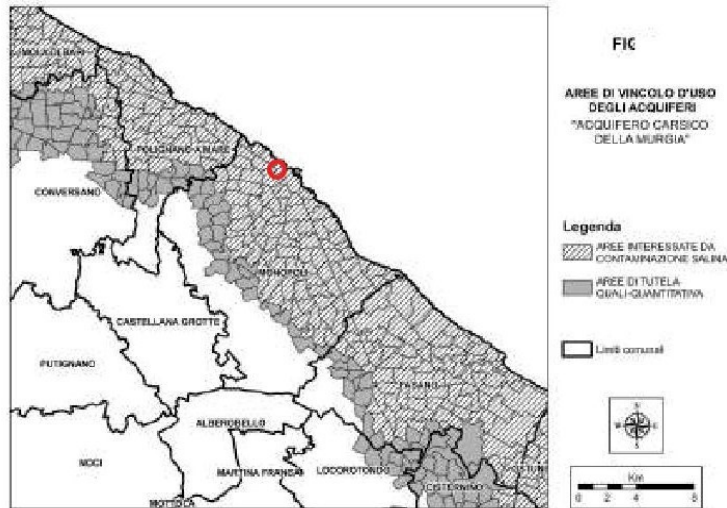 MOLA DI BARI
POLIGNANO A MARE
CONVERSANO
MONOPOLI
CASTELLANA GROTTE
PUTIGNANO
FASANO
ALBEROBELLO
NOCI
MARTINA FRANCA
LOCOROTONDO
CISTERNINO
OSTUNI
MOTTOLA
FIG
AREE DI VINCOLO D'USO
DEGLI ACQUIFERI
"ACQUIFERO CARSICO
DELLA MURGIA"
Legenda
AREE INTERESSATE DA
CONTAMINAZIONE SALINA
AREE DI TUTELA
QUALI-QUANTITATIVA
Limiti comunali
N
W
E
S
Km
0 2 4 8